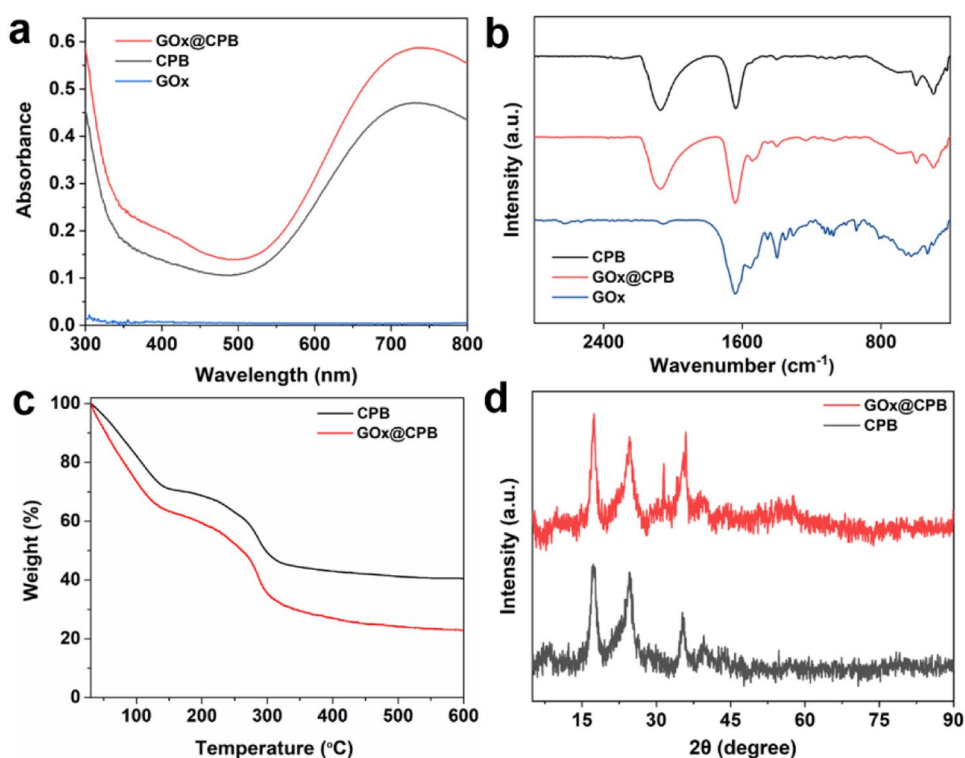 a
GOx@CPB
CPB
GOx
0.6
0.5
0.4
0.3
0.2
0.1
0.0
Absorbance
300 400 500 600 700 800
Wavelength (nm)
b
Intensity (a.u.)
CPB
GOx@CPB
GOx
2400 1600 800
Wavenumber (cm⁻¹)
c
CPB
GOx@CPB
100
80
60
40
20
0
Weight (%)
100 200 300 400 500 600
Temperature (°C)
d
GOx@CPB
CPB
Intensity (a.u.)
15 30 45 60 75 90
2θ (degree)